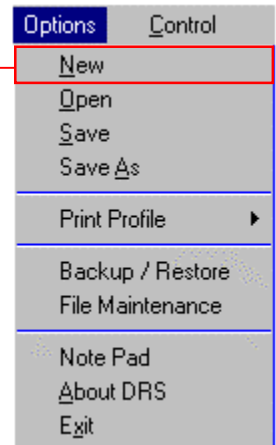 Options Control
New
Open
Save
Save As
Print Profile
Backup / Restore
File Maintenance
Note Pad
About DRS
Exit